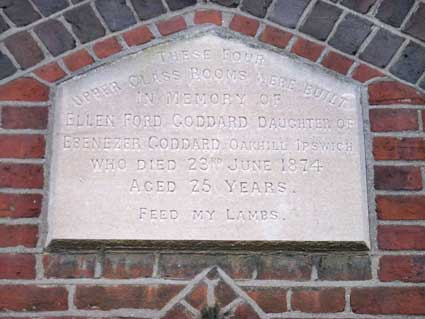 These Four
Upper Class Rooms were built
in Memory of
Ellen Ford Goddard Daughter of
Ebenezer Goddard, Oakhill Ipswich
who died 23rd June 1874
Aged 25 Years.
Feed my Lambs.